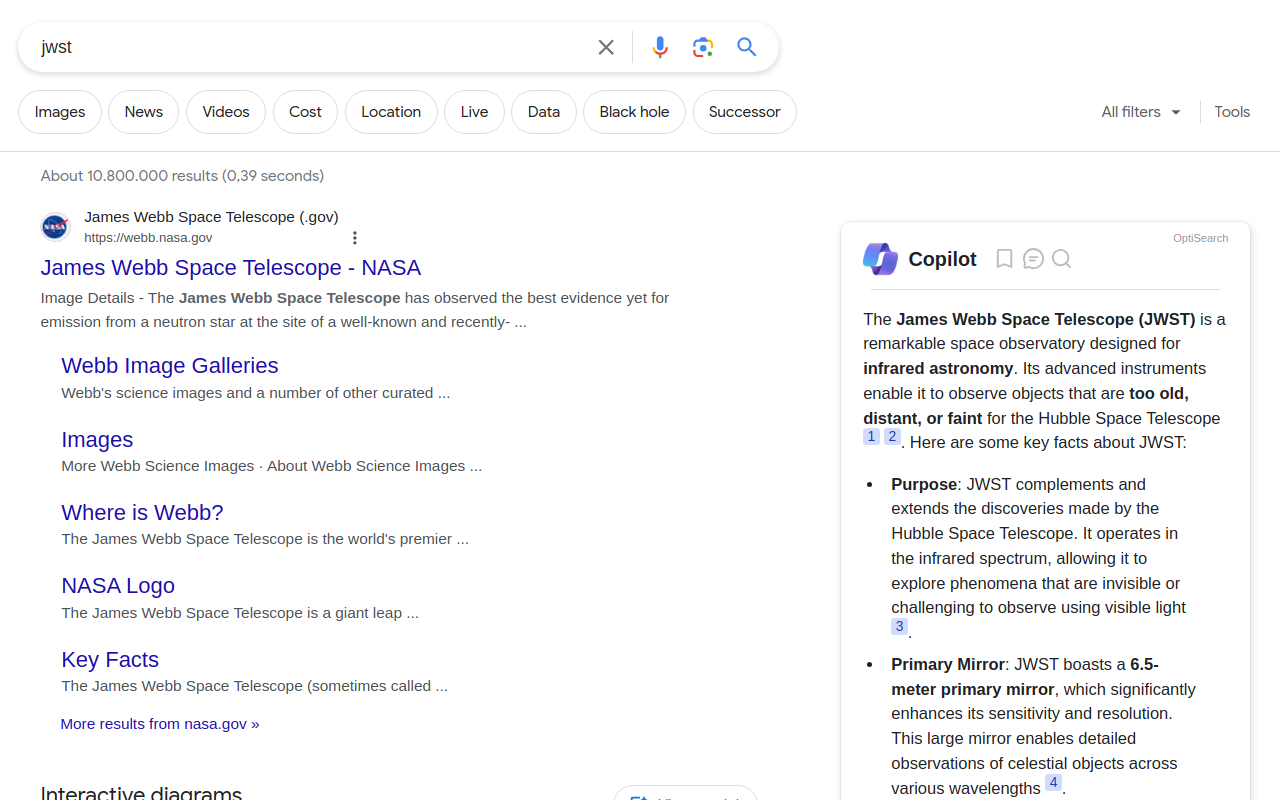 jwst
Images
News
Videos
Cost
Location
Live
Data
Black hole
Successor
All filters
Tools
About 10.800.000 results (0,39 seconds)
NASA
James Webb Space Telescope (.gov)
https://webb.nasa.gov
James Webb Space Telescope - NASA
Image Details - The James Webb Space Telescope has observed the best evidence yet for
emission from a neutron star at the site of a well-known and recently- ...
Webb Image Galleries
Webb's science images and a number of other curated ...
Images
More Webb Science Images · About Webb Science Images ...
Where is Webb?
The James Webb Space Telescope is the world's premier ...
NASA Logo
The James Webb Space Telescope is a giant leap ...
Key Facts
The James Webb Space Telescope (sometimes called ...
More results from nasa.gov »
Interactive diagrams
OptiSearch
Copilot
The James Webb Space Telescope (JWST) is a
remarkable space observatory designed for
infrared astronomy. Its advanced instruments
enable it to observe objects that are too old,
distant, or faint for the Hubble Space Telescope
1 2. Here are some key facts about JWST:
• Purpose: JWST complements and
extends the discoveries made by the
Hubble Space Telescope. It operates in
the infrared spectrum, allowing it to
explore phenomena that are invisible or
challenging to observe using visible light
3.
• Primary Mirror: JWST boasts a 6.5-
meter primary mirror, which significantly
enhances its sensitivity and resolution.
This large mirror enables detailed
observations of celestial objects across
various wavelengths 4.